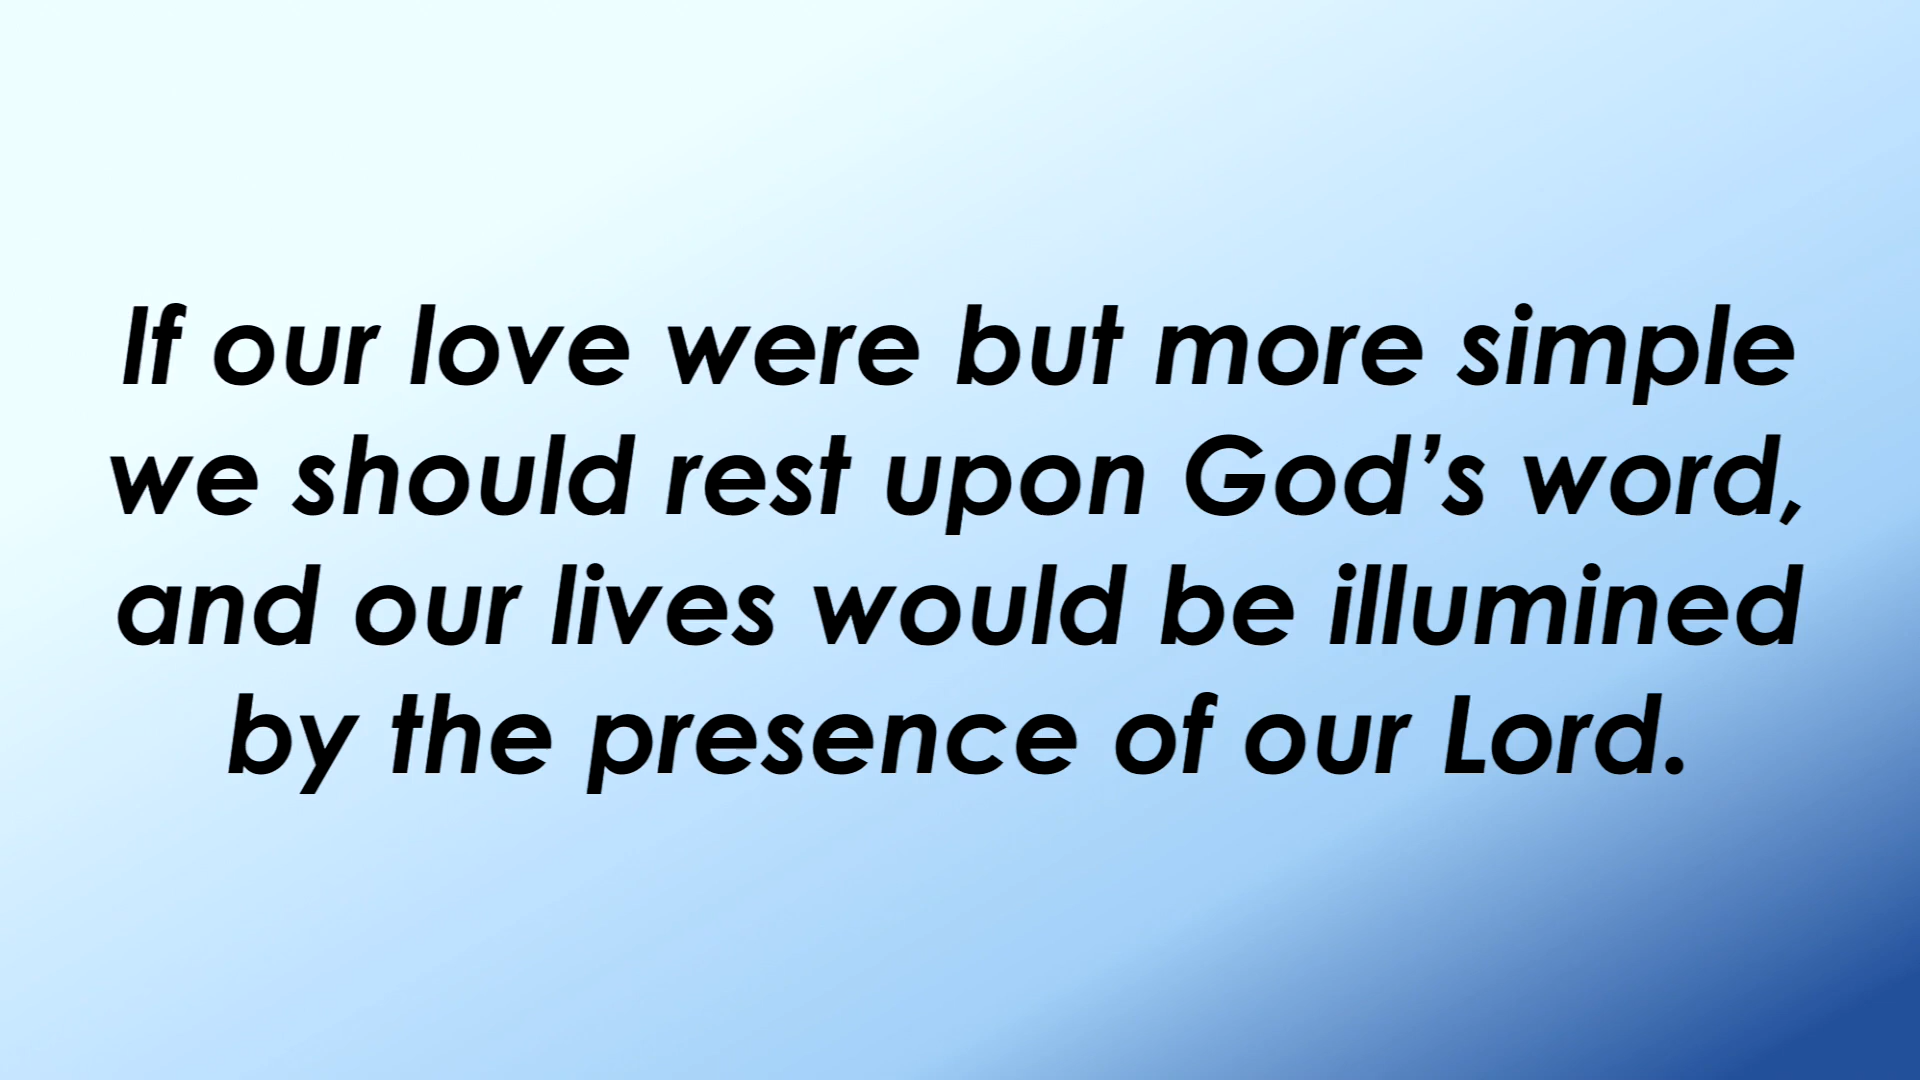 If our love were but more simple
we should rest upon God’s word,
and our lives would be illumined
by the presence of our Lord.